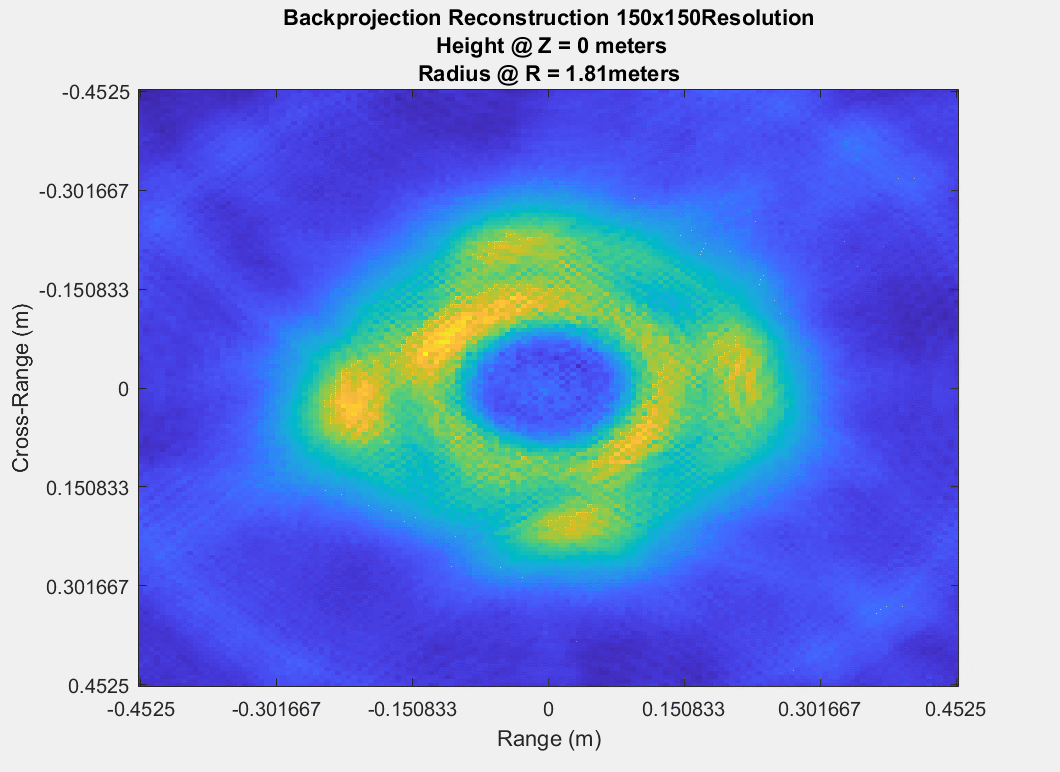 Backprojection Reconstruction 150x150Resolution
Height @ Z = 0 meters
Radius @ R = 1.81meters
-0.4525
-0.301667
-0.150833
0
0.150833
0.301667
0.4525
Cross-Range (m)
-0.4525 -0.301667 -0.150833 0 0.150833 0.301667 0.4525
Range (m)